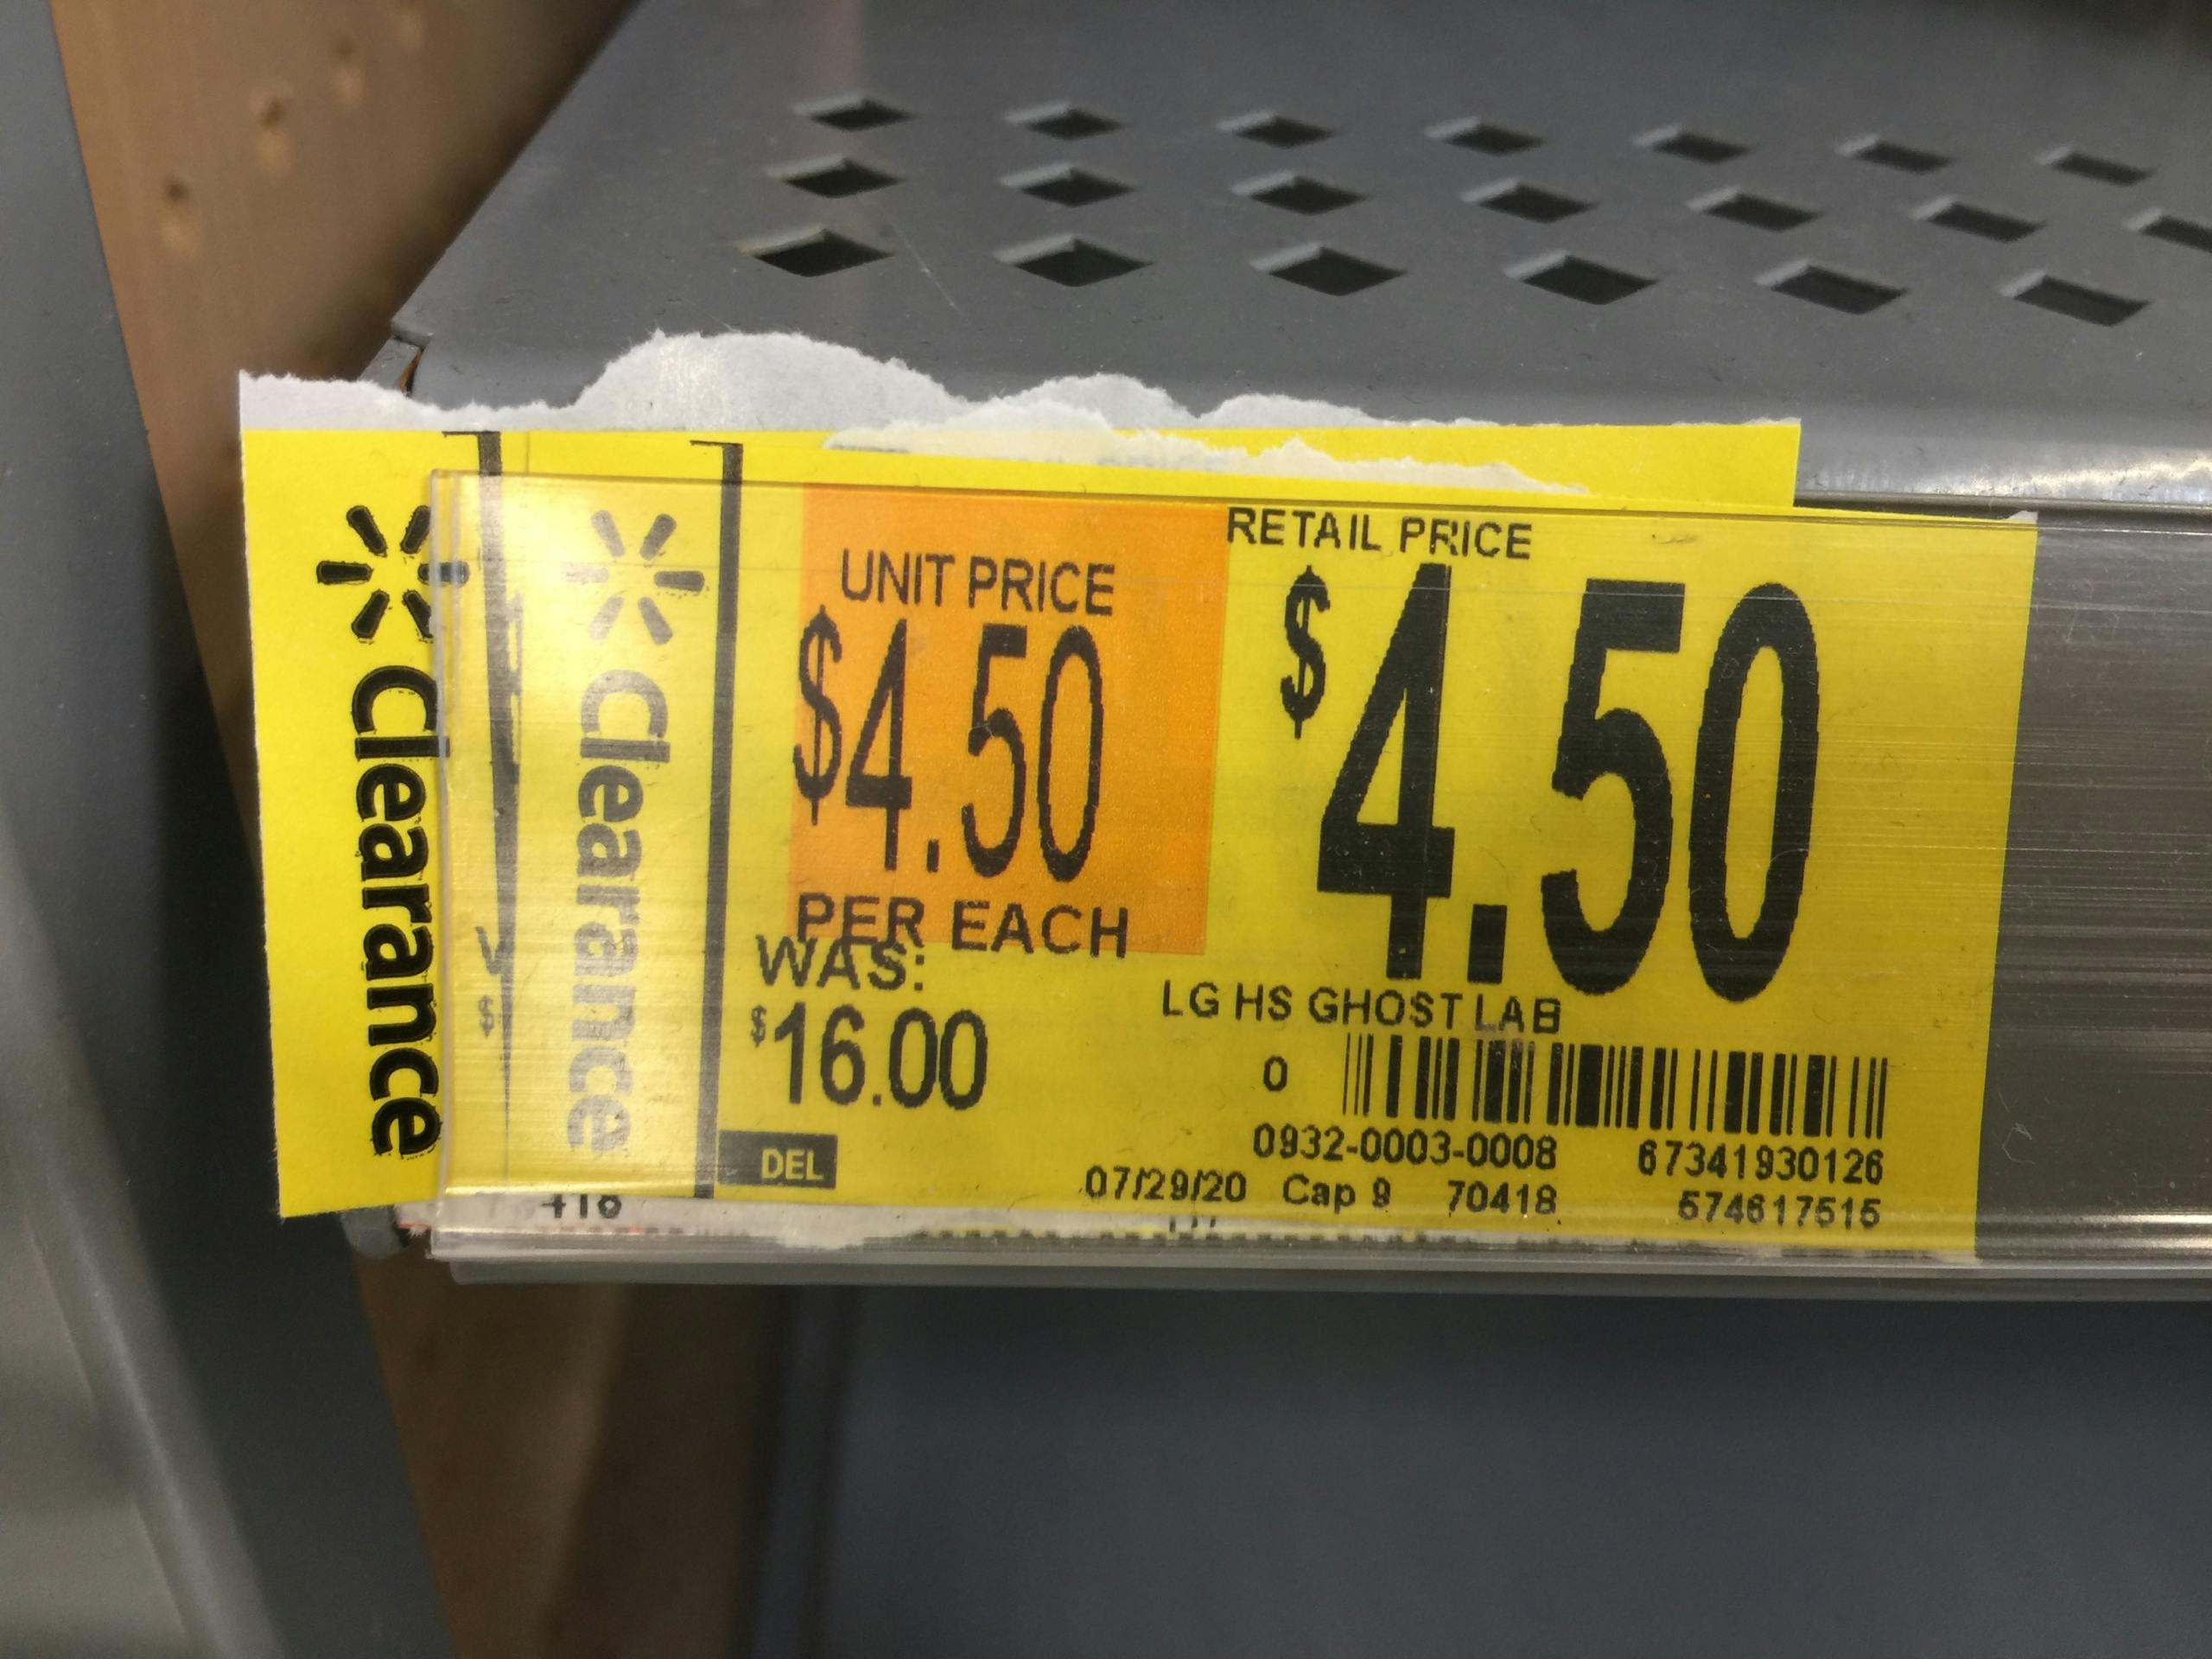 Clearance
Clearance
UNIT PRICE
$4.50
PER EACH
WAS:
$16.00
DEL
RETAIL PRICE
$4.50
LG HS GHOST LAB
0
0932-0003-0008 67341930126
07/29/20 Cap 9 70418 574617515